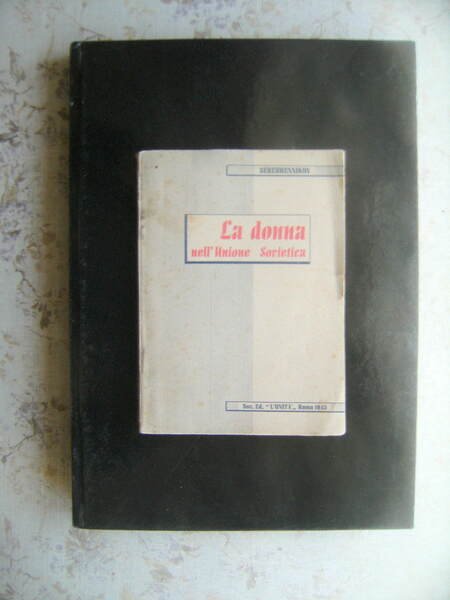 SEREBRENNIKOV
La donna
nell'Unione Sovietica
Soc. Ed. "L'UNITÀ", Roma 1945